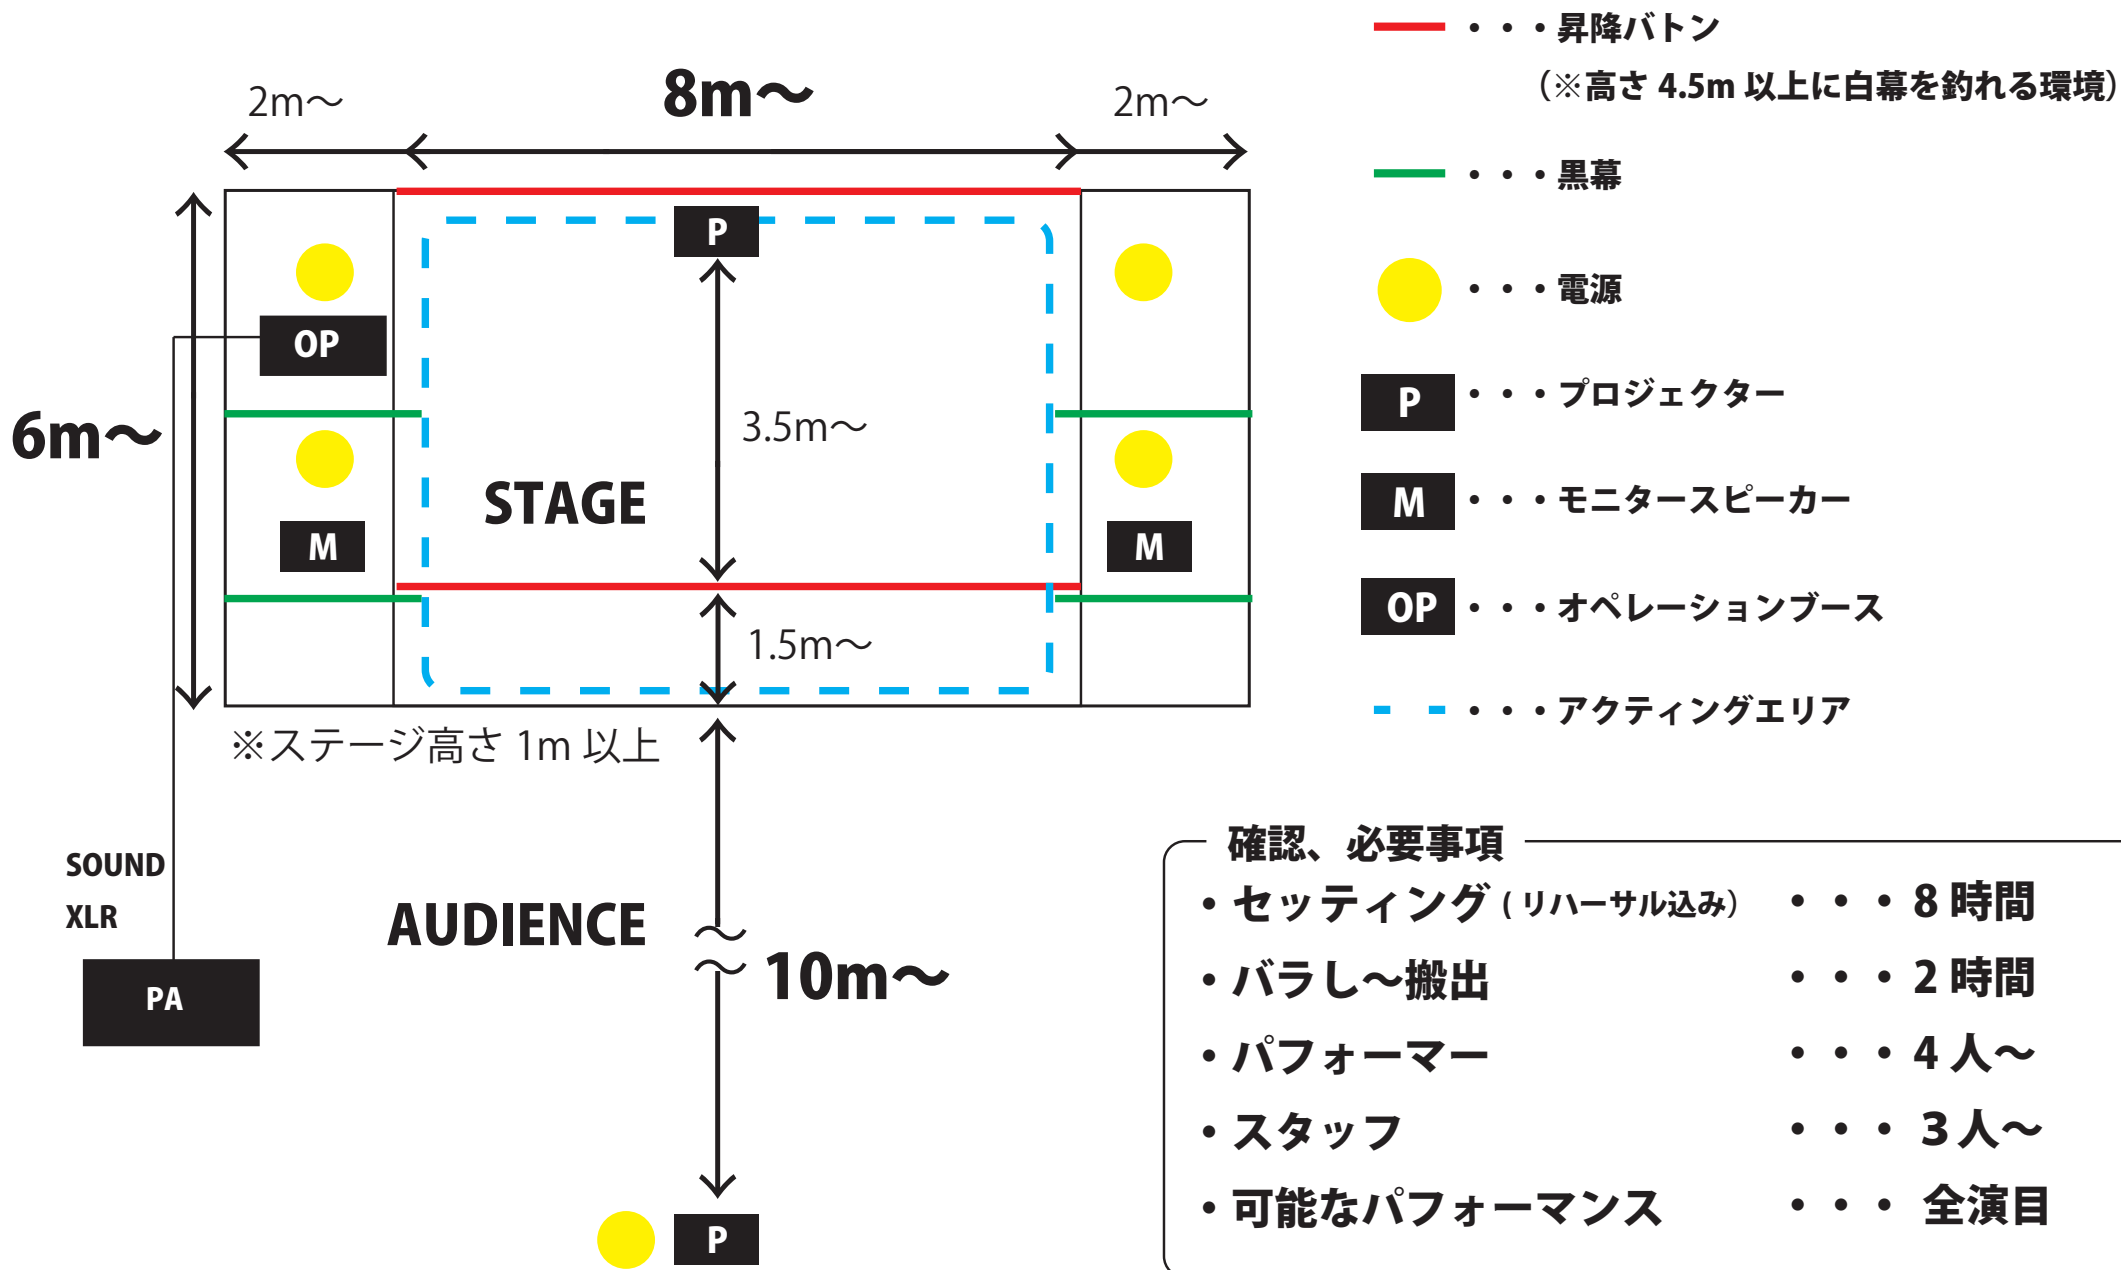 2m～
8m～
2m～
6m～
P
OP
3.5m～
STAGE
M
M
1.5m～
※ステージ高さ 1m 以上
SOUND
XLR
PA
AUDIENCE
10m～
P
・・・昇降バトン
（※高さ 4.5m 以上に白幕を釣れる環境）
・・・黒幕
・・・電源
P ・・・プロジェクター
M ・・・モニタースピーカー
OP ・・・オペレーションブース
・・・アクティングエリア
確認、必要事項
・セッティング ( リハーサル込み） ・・・8 時間
・バラし～搬出 ・・・2 時間
・パフォーマー ・・・4 人～
・スタッフ ・・・3 人～
・可能なパフォーマンス ・・・ 全演目